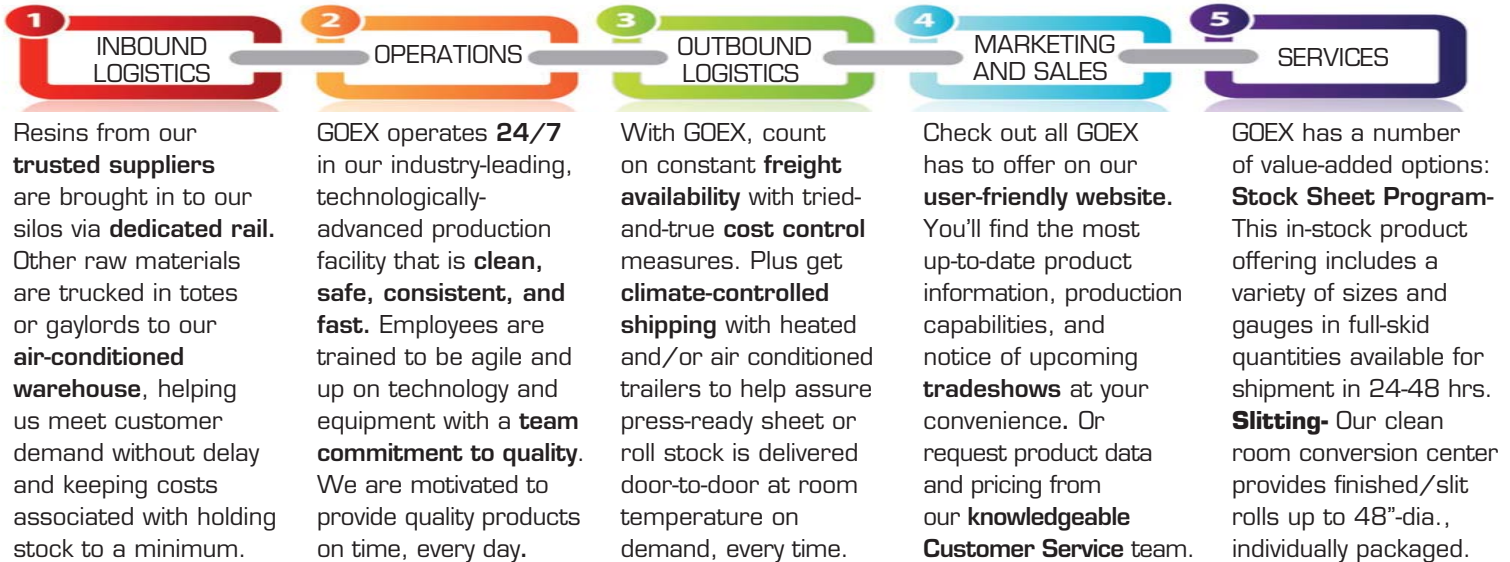 1
INBOUND
LOGISTICS
Resins from our
trusted suppliers
are brought in to our
silos via dedicated rail.
Other raw materials
are trucked in totes
or gaylords to our
air-conditioned
warehouse, helping
us meet customer
demand without delay
and keeping costs
associated with holding
stock to a minimum.
2
OPERATIONS
GOEX operates 24/7
in our industry-leading,
technologically-
advanced production
facility that is clean,
safe, consistent, and
fast. Employees are
trained to be agile and
up on technology and
equipment with a team
commitment to quality.
We are motivated to
provide quality products
on time, every day.
3
OUTBOUND
LOGISTICS
With GOEX, count
on constant freight
availability with tried-
and-true cost control
measures. Plus get
climate-controlled
shipping with heated
and/or air conditioned
trailers to help assure
press-ready sheet or
roll stock is delivered
door-to-door at room
temperature on
demand, every time.
4
MARKETING
AND SALES
Check out all GOEX
has to offer on our
user-friendly website.
You'll find the most
up-to-date product
information, production
capabilities, and
notice of upcoming
tradeshows at your
convenience. Or
request product data
and pricing from
our knowledgeable
Customer Service team.
5
SERVICES
GOEX has a number
of value-added options:
Stock Sheet Program-
This in-stock product
offering includes a
variety of sizes and
gauges in full-skid
quantities available for
shipment in 24-48 hrs.
Slitting- Our clean
room conversion center
provides finished/slit
rolls up to 48”-dia.,
individually packaged.